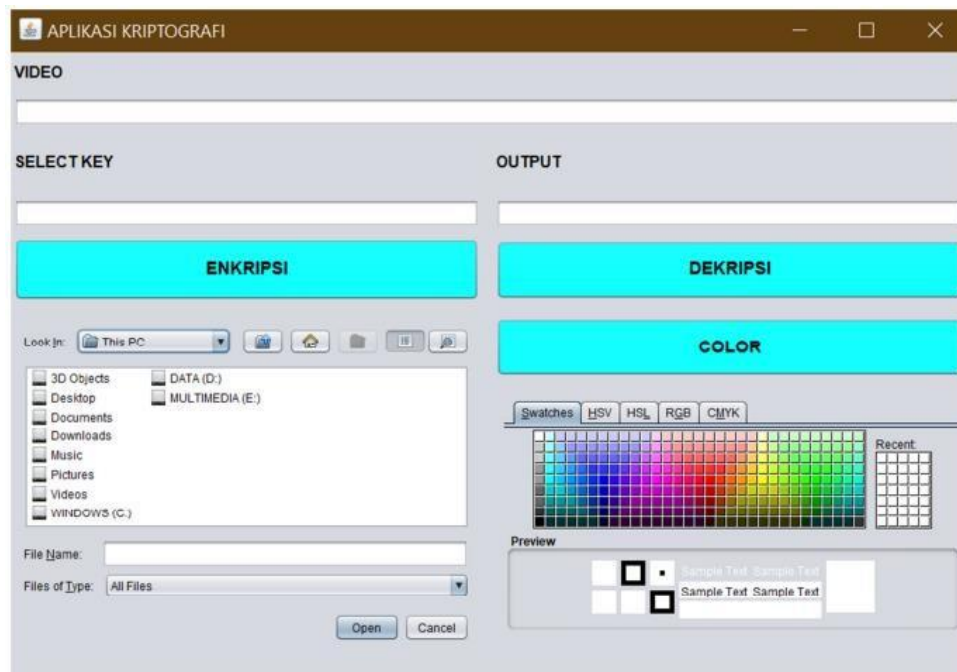 APLIKASI KRIPTOGRAFI
VIDEO
SELECT KEY
OUTPUT
ENKRIPSI
DEKRIPSI
COLOR
Look In:
This PC
3D Objects
Desktop
Documents
Downloads
Music
Pictures
Videos
WINDOWS (C:)
DATA (D:)
MULTIMEDIA (E:)
File Name:
Files of Type:
All Files
Open
Cancel
Swatches
HSV
HSL
RGB
CMYK
Recent:
Preview
Sample Text Sample Text
Sample Text Sample Text